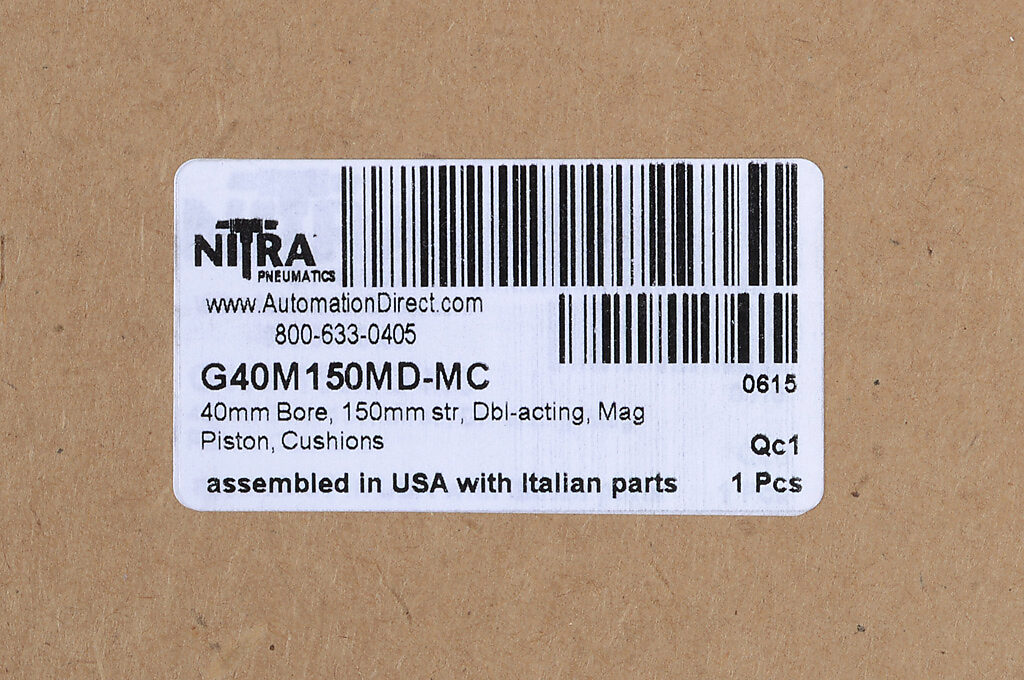 NITRA
PNEUMATICS
www.AutomationDirect.com
800-633-0405
G40M150MD-MC
0615
40mm Bore, 150mm str, Dbl-acting, Mag
Piston, Cushions
Qc1
assembled in USA with Italian parts
1 Pcs